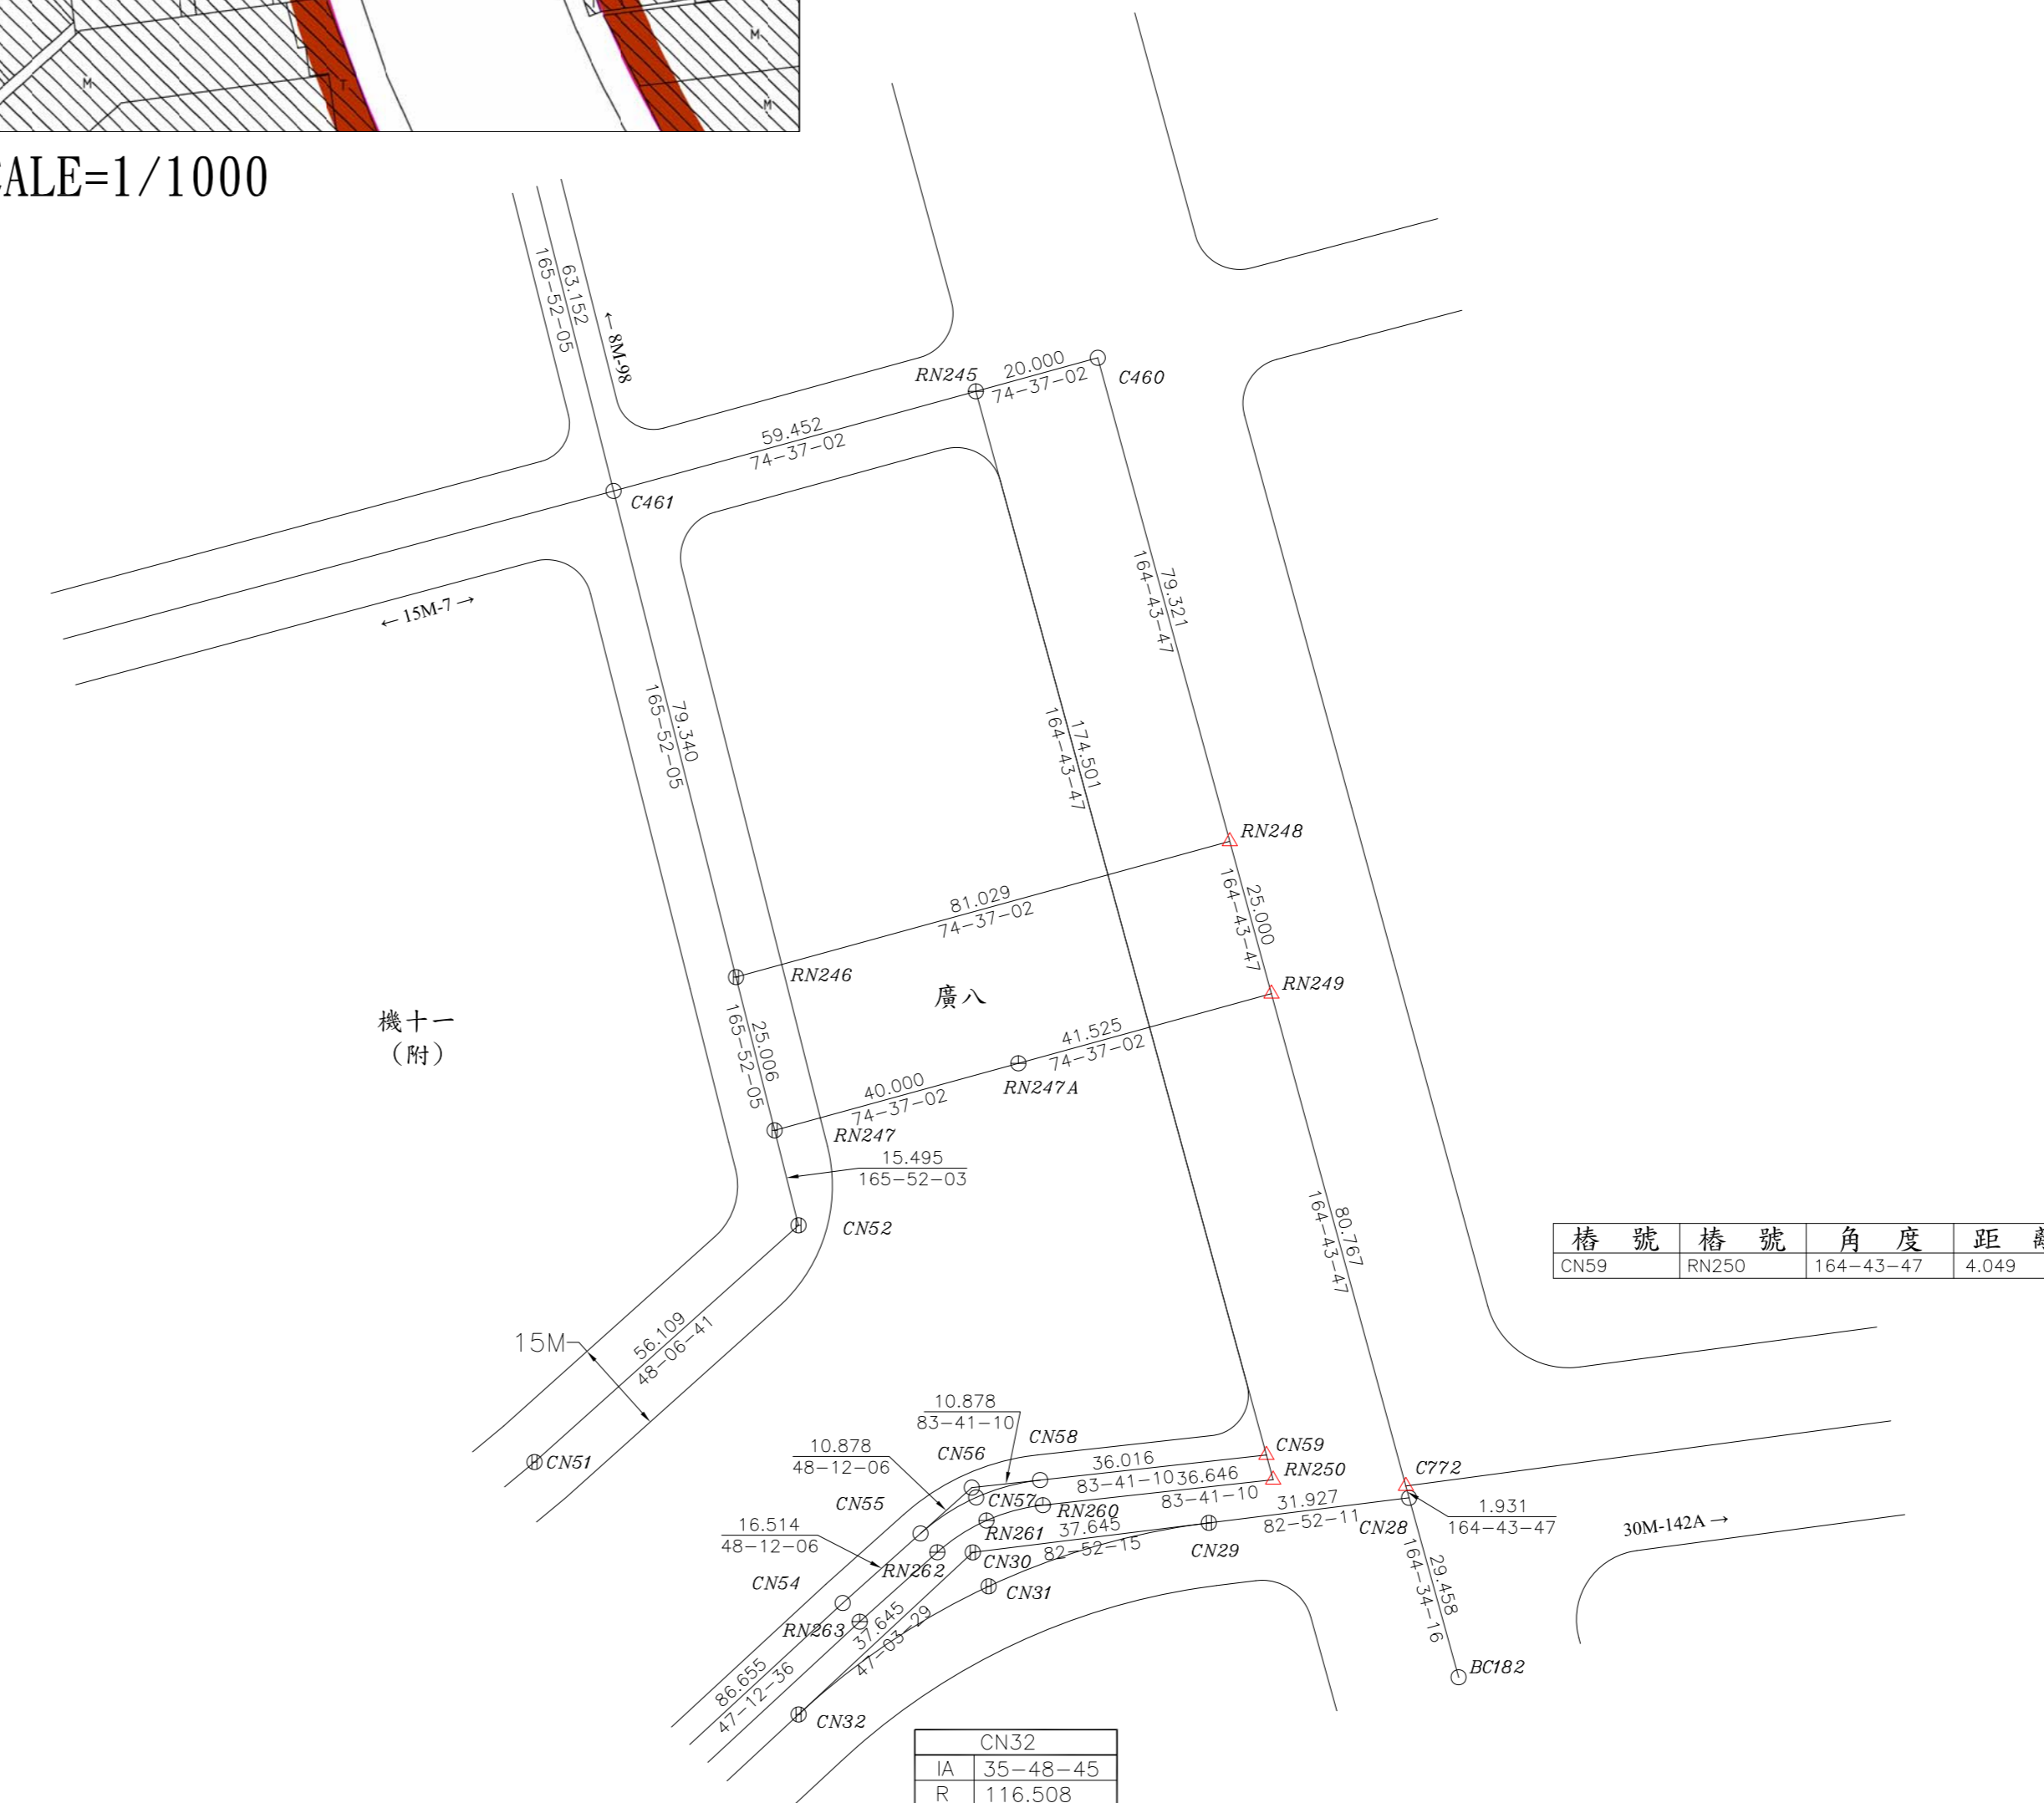 M
T
M
M
CALE=1/1000
63.152
165-52-05
← 8M-98
RN245
20.000
74-37-02
C460
59.452
74-37-02
C461
← 15M-7 →
79.321
164-43-47
79.340
165-52-05
174.501
164-43-47
RN248
81.029
74-37-02
25.000
164-43-47
RN246
廣八
RN249
機十一
（附）
25.006
165-52-05
41.525
74-37-02
RN247A
40.000
74-37-02
RN247
15.495
165-52-03
CN52
80.767
164-43-47
樁 號 樁 號 角 度 距
CN59 RN250 164-43-47 4.049
15M
56.109
48-06-41
CN51
10.878
83-41-10
CN58
CN56
10.878
48-12-06
36.016
83-41-10
CN59
RN250
C772
CN55
CN57
36.646
83-41-10
RN260
31.927
82-52-11
CN28
1.931
164-43-47
16.514
48-12-06
RN261
37.645
82-52-15
CN29
30M-142A →
RN262
CN30
CN54
CN31
29.458
164-34-16
RN263
37.645
47-03-29
86.655
47-12-36
BC182
CN32
CN32
IA 35-48-45
R 116.508